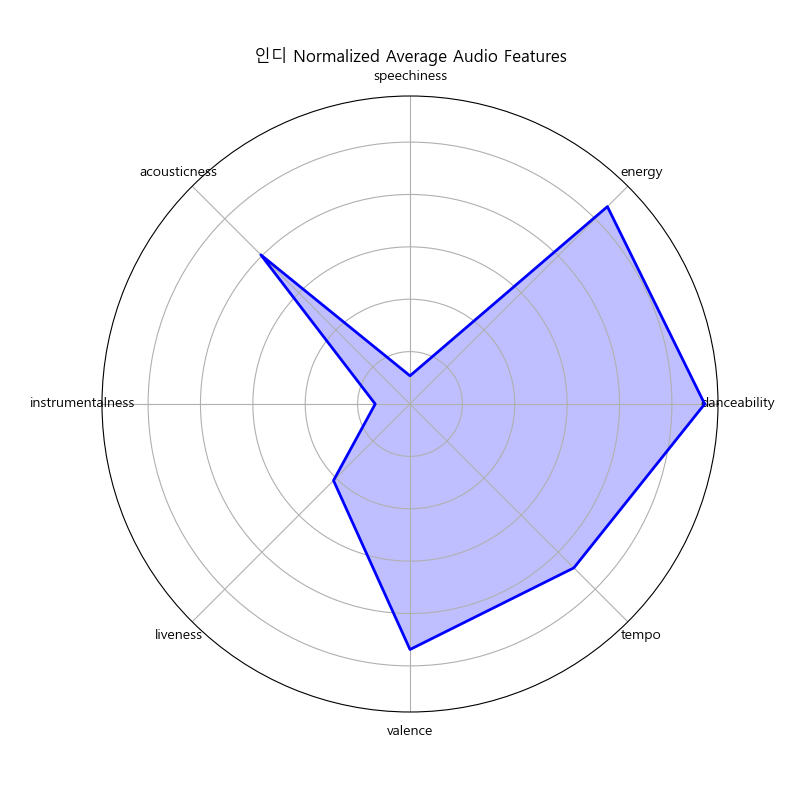 인디 Normalized Average Audio Features
speechiness
acousticness
energy
instrumentalness
danceability
liveness
tempo
valence